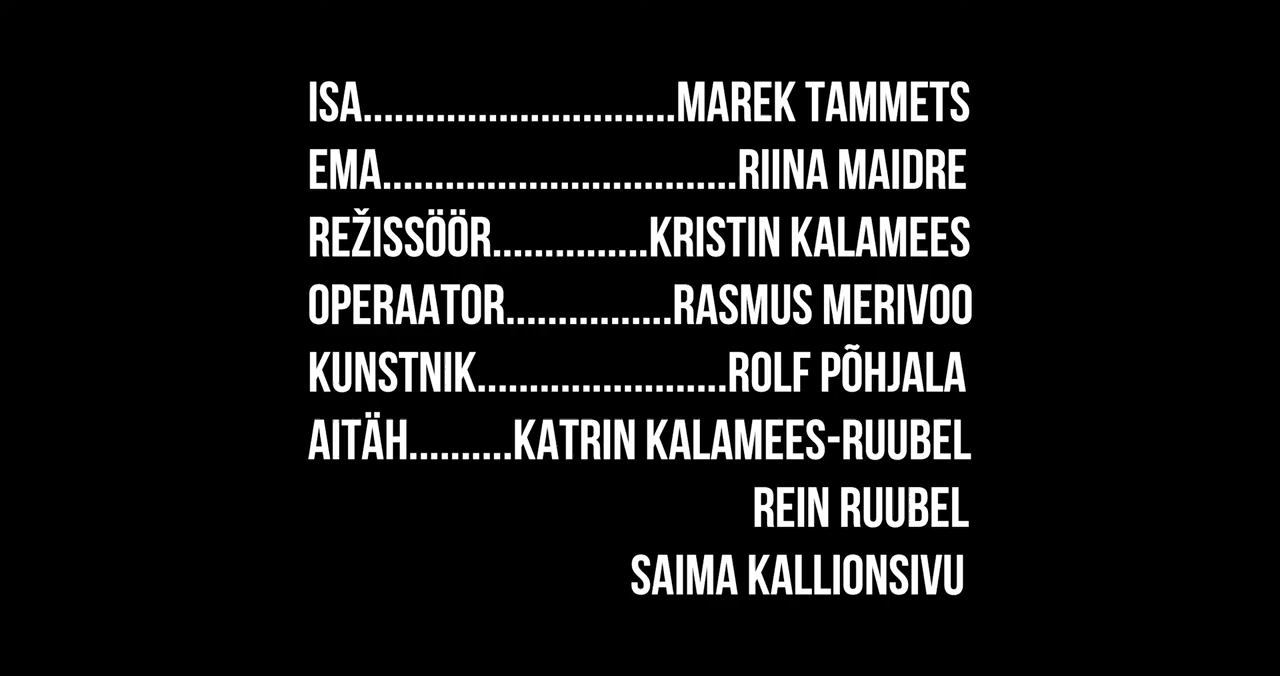 ISA..............................MAREK TAMMETS
EMA..................................RIINA MAIDRE
REŽISSÖÖR...............KRISTIN KALAMEES
OPERAATOR................RASMUS MERIVOO
KUNSTNIK........................ROLF PÕHJALA
AITÄH..........KATRIN KALAMEES-RUUBEL
REIN RUUBEL
SAIMA KALLIONSIVU